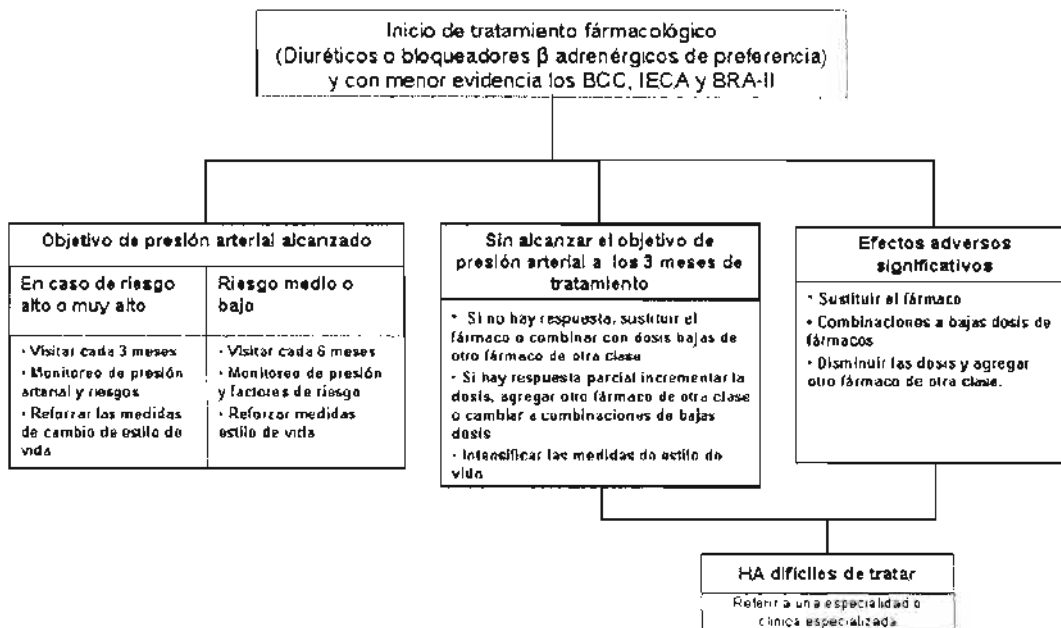 Inicio de tratamiento fármacológico
(Diuréticos o bloqueadores β adrenérgicos de preferencia)
y con menor evidencia los BCC, IECA y BRA-II
Objetivo de presión arterial alcanzado
En caso de riesgo
alto o muy alto
• Visitar cada 3 meses
• Monitoreo de presión
arterial y riesgos
• Reforzar las medidas
de cambio de estilo de
vida
Riesgo medio o
bajo
• Visitar cada 6 meses
• Monitoreo de presión
y factores de riesgo
• Reforzar medidas
estilo de vida
Sin alcanzar el objetivo de
presión arterial a los 3 meses de
tratamiento
• Si no hay respuesta, sustituir el
fármaco o combinar con dosis bajas de
otro fármaco de otra clase
• Si hay respuesta parcial incrementar la
dosis, agregar otro fármaco de otra clase
o cambiar a combinaciones de bajas
dosis
• Intensificar las medidas de estilo de
vida
Efectos adversos
significativos
• Sustituir el fármaco
• Combinaciones a bajas dosis de
fármacos
• Disminuir las dosis y agregar
otro fármaco de otra clase.
HA difíciles de tratar
Referir a una especialidad o
clínica especializada